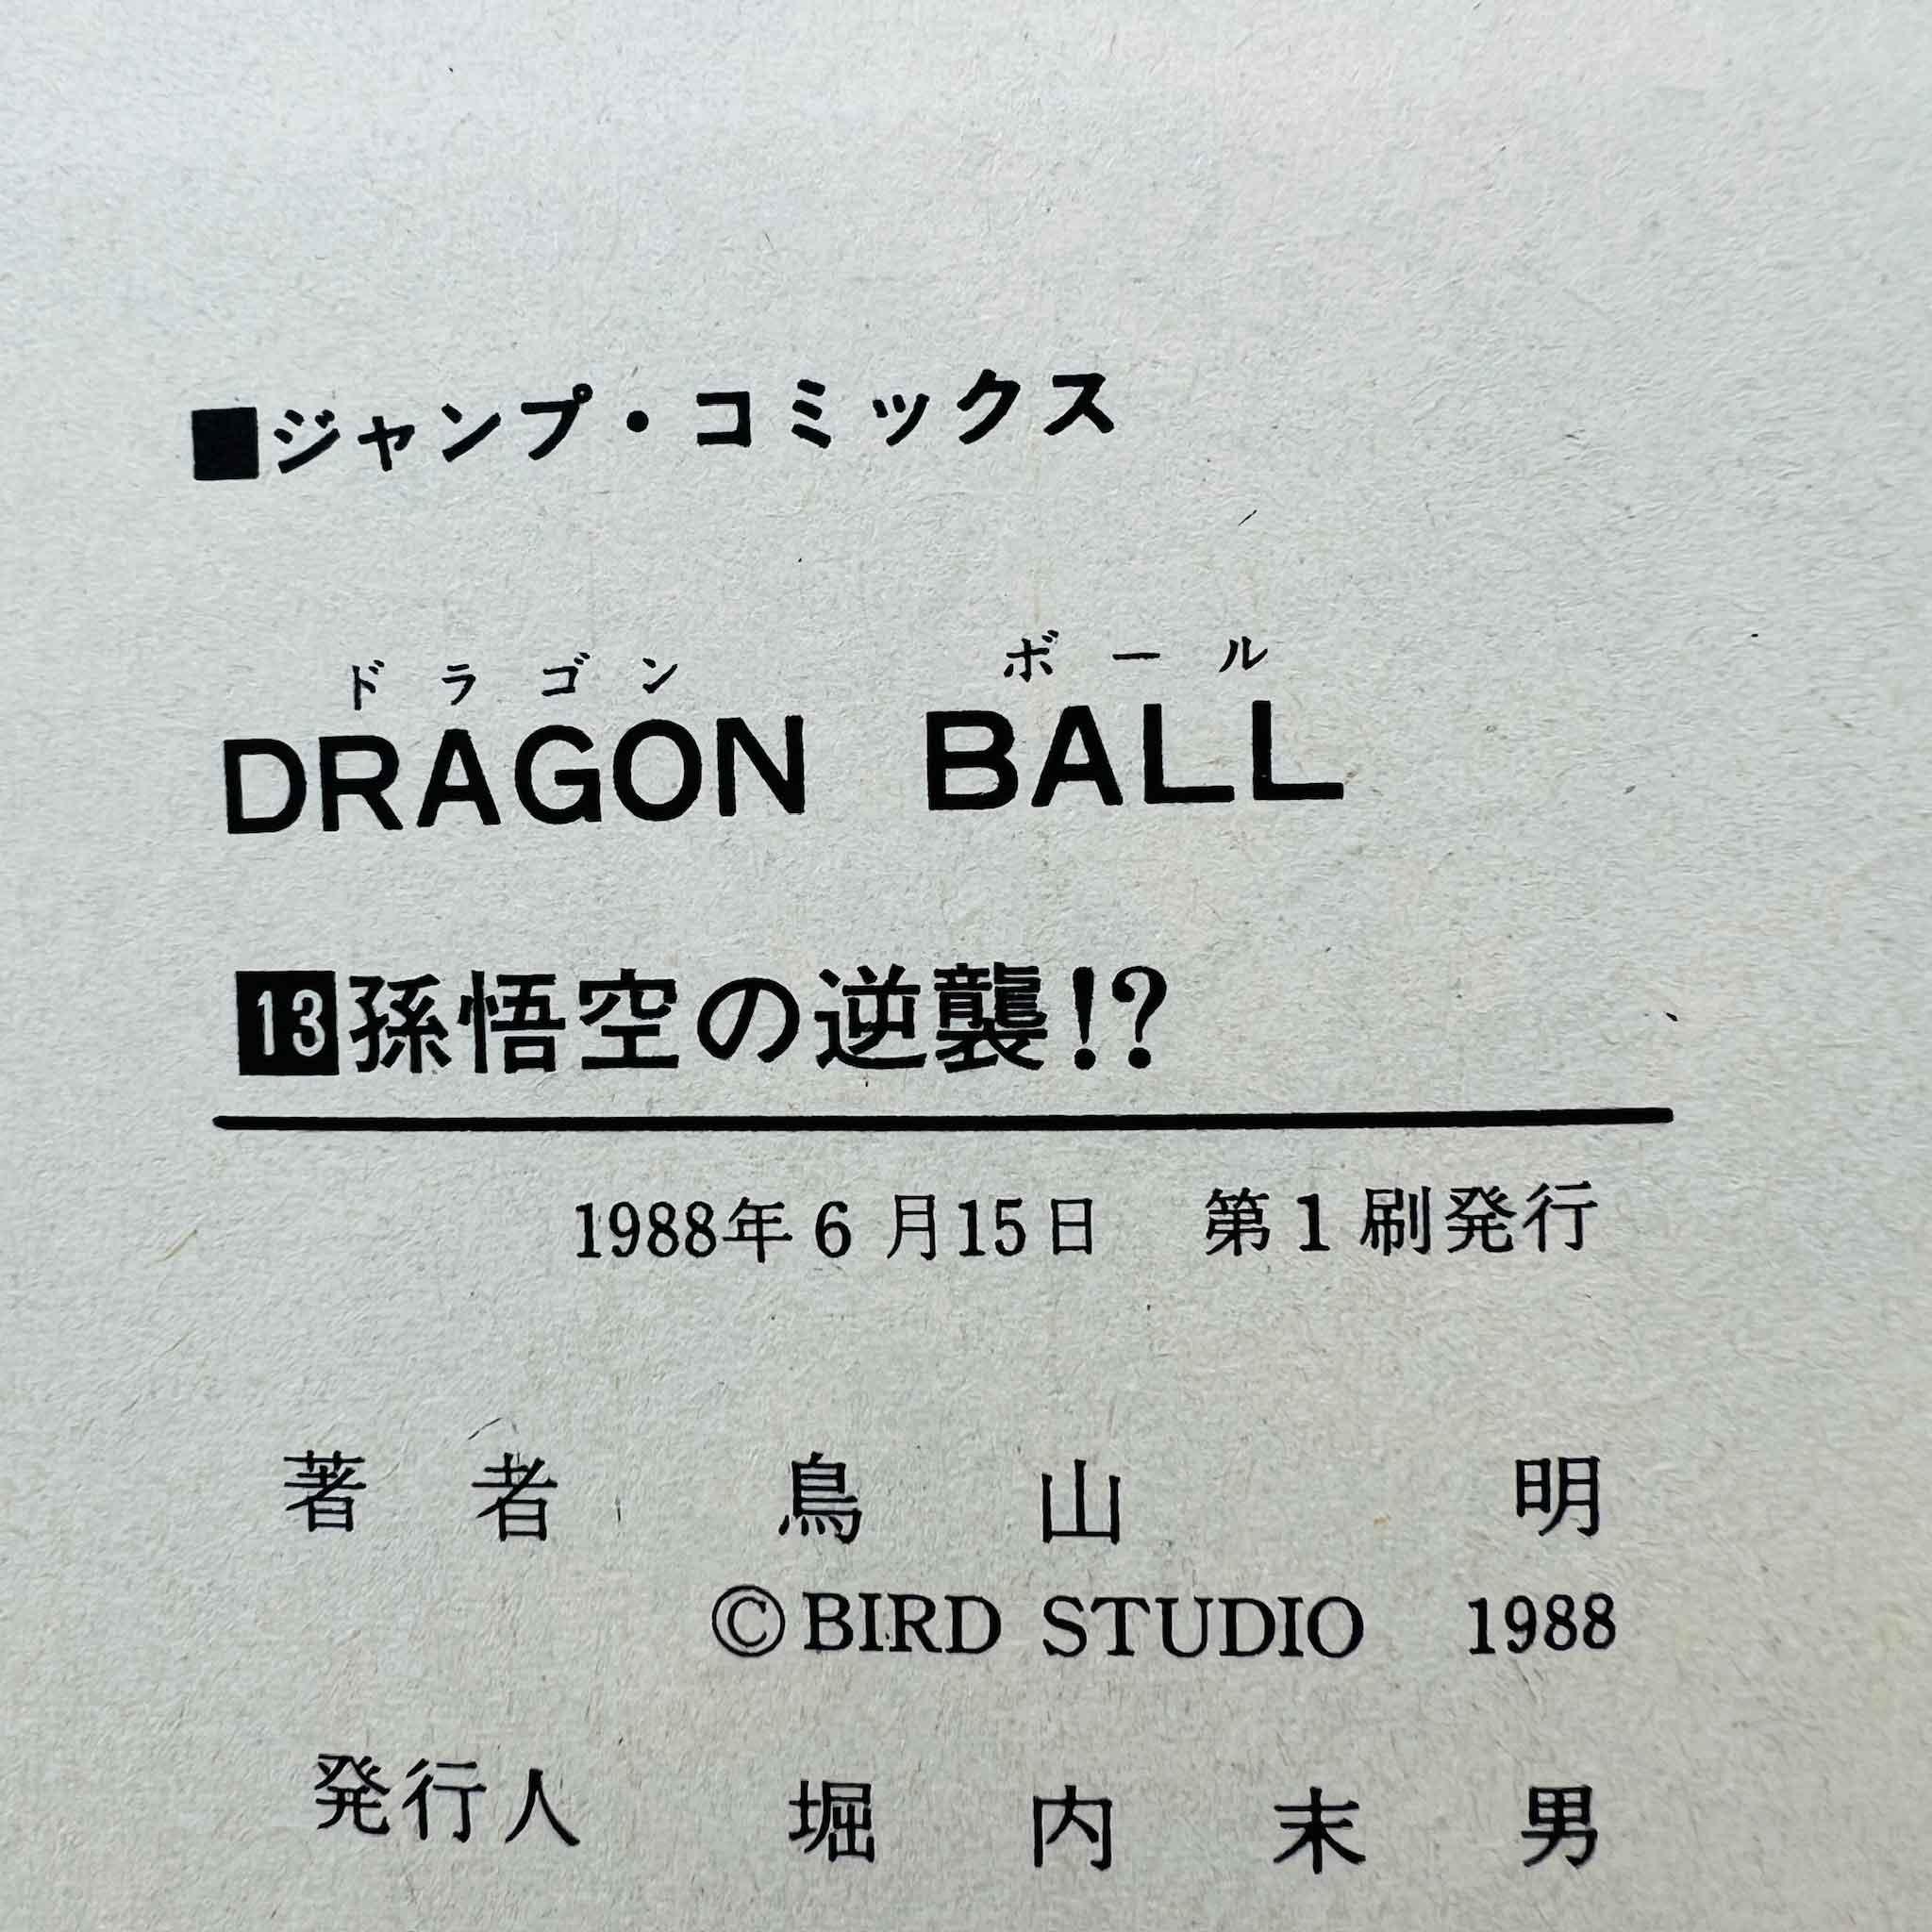 ■ジャンプ・コミックス
ドラゴン ボール
DRAGON BALL
13孫悟空の逆襲!?
1988年6月15日 第1刷発行
著者 鳥山 明
©BIRD STUDIO 1988
発行人 堀内末男